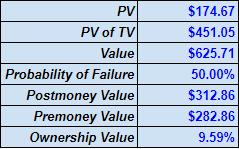 PV $174.67
PV of TV $451.05
Value $625.71
Probability of Failure 50.00%
Postmoney Value $312.86
Premoney Value $282.86
Ownership Value 9.59%